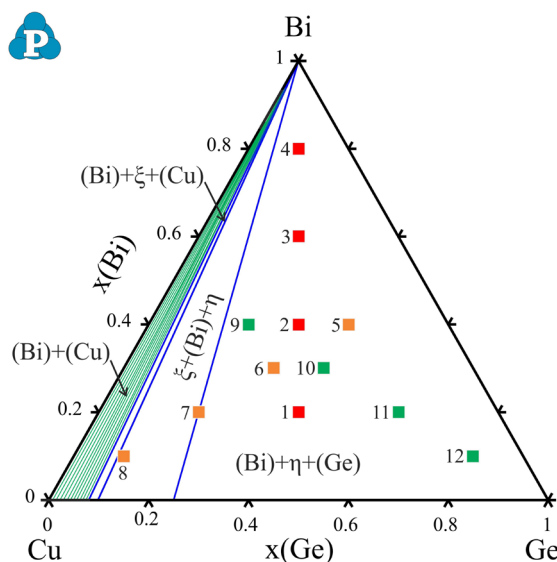 P
Bi
1
0.8
4
(Bi)+ξ+(Cu)
0.6
3
x(Bi)
0.4
9
2
5
ξ+(Bi)+η
(Bi)+(Cu)
6
10
0.2
7
1
11
8
(Bi)+η+(Ge)
12
0
0
0.2
0.4
0.6
0.8
1
Cu
x(Ge)
Ge